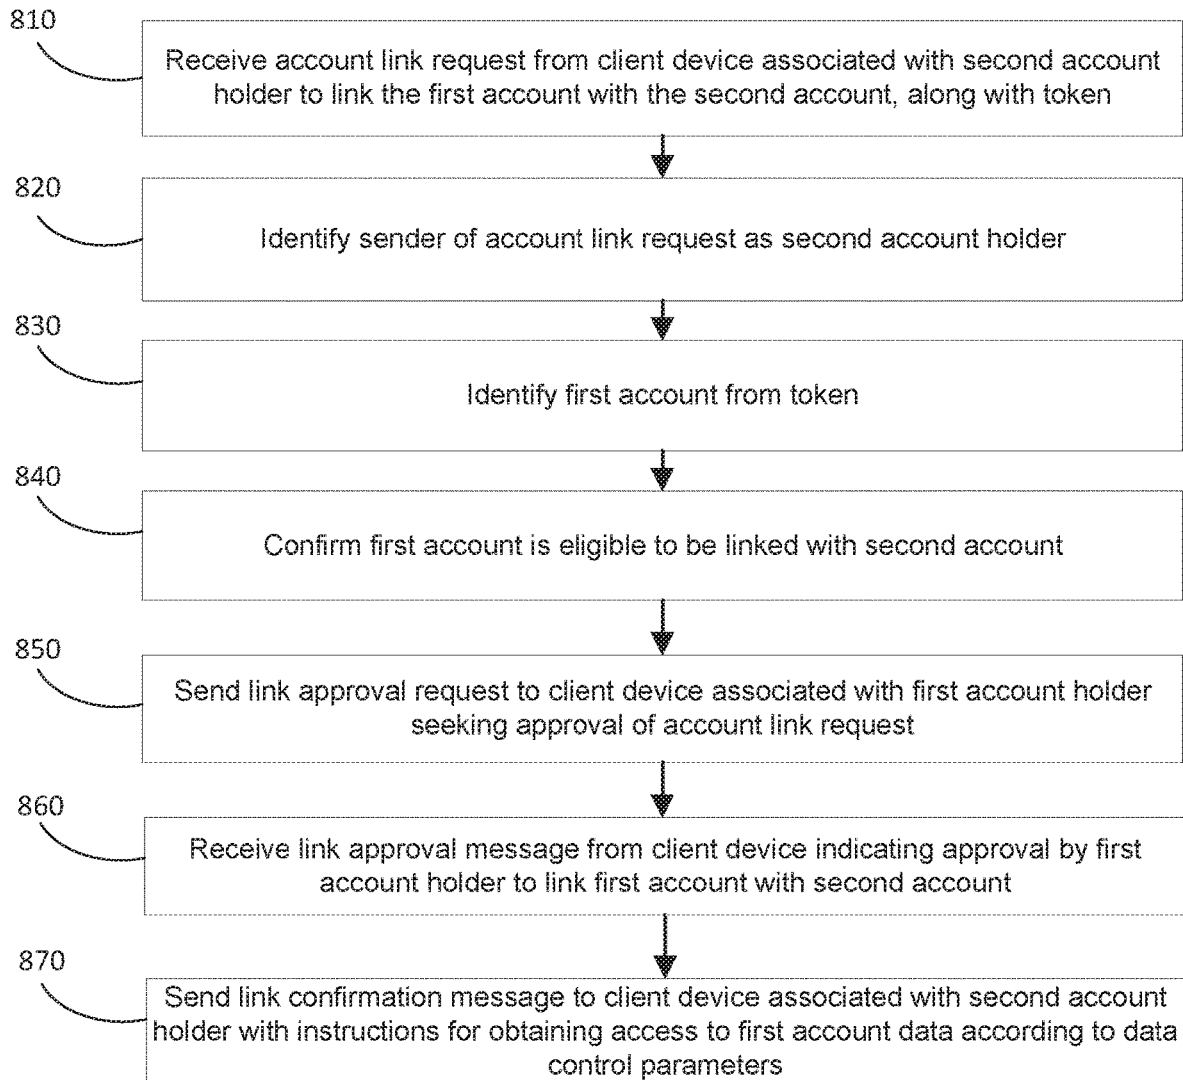 810
Receive account link request from client device associated with second account
holder to link the first account with the second account, along with token
820
Identify sender of account link request as second account holder
830
Identify first account from token
840
Confirm first account is eligible to be linked with second account
850
Send link approval request to client device associated with first account holder
seeking approval of account link request
860
Receive link approval message from client device indicating approval by first
account holder to link first account with second account
870
Send link confirmation message to client device associated with second account
holder with instructions for obtaining access to first account data according to data
control parameters